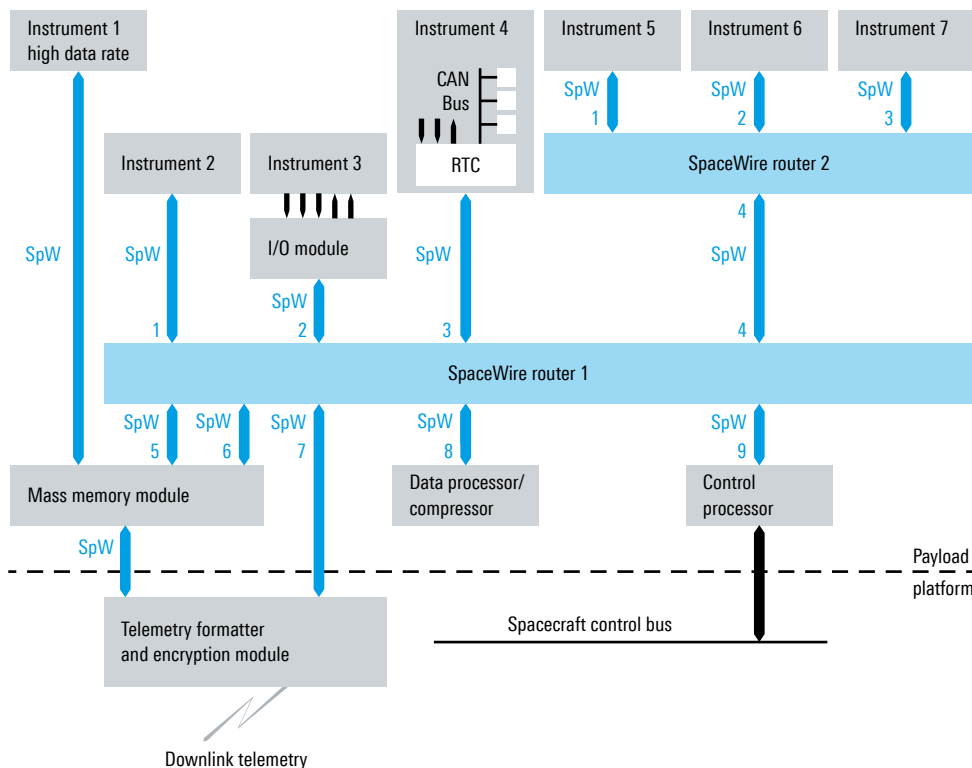 Instrument 1
high data rate
Instrument 4
Instrument 5
Instrument 6
Instrument 7
CAN
Bus
RTC
SpW
1
SpW
2
SpW
3
Instrument 2
Instrument 3
SpaceWire router 2
4
I/O module
SpW
SpW
SpW
SpW
SpW
1
2
3
4
SpaceWire router 1
SpW
5
SpW
6
SpW
7
SpW
8
SpW
9
Mass memory module
Data processor/
compressor
Control
processor
SpW
Payload
platform
Telemetry formatter
and encryption module
Spacecraft control bus
Downlink telemetry